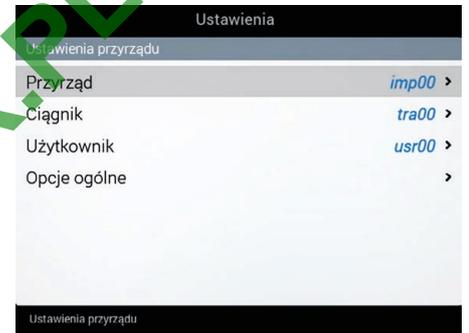 Ustawienia
Ustawienia przyrządu
Przyrząd imp00 >
Ciągnik tra00 >
Użytkownik usr00 >
Opcje ogólne >
Ustawienia przyrządu